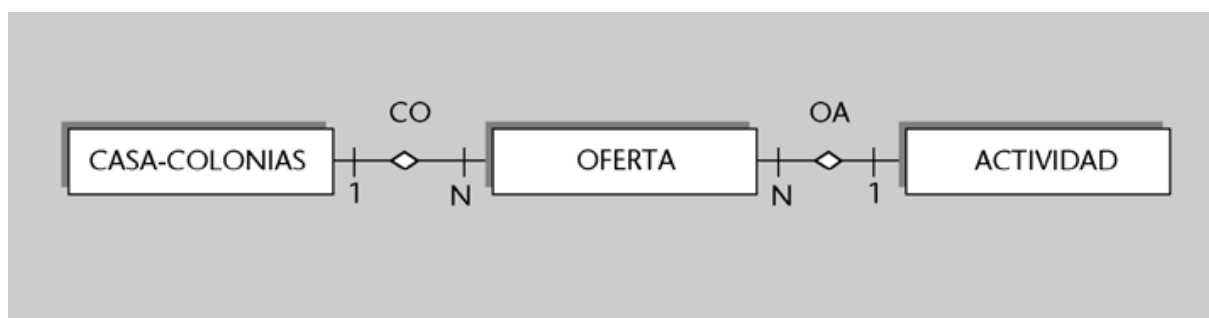 CO
OA
CASA-COLONIAS
OFERTA
ACTIVIDAD
1
N
N
1